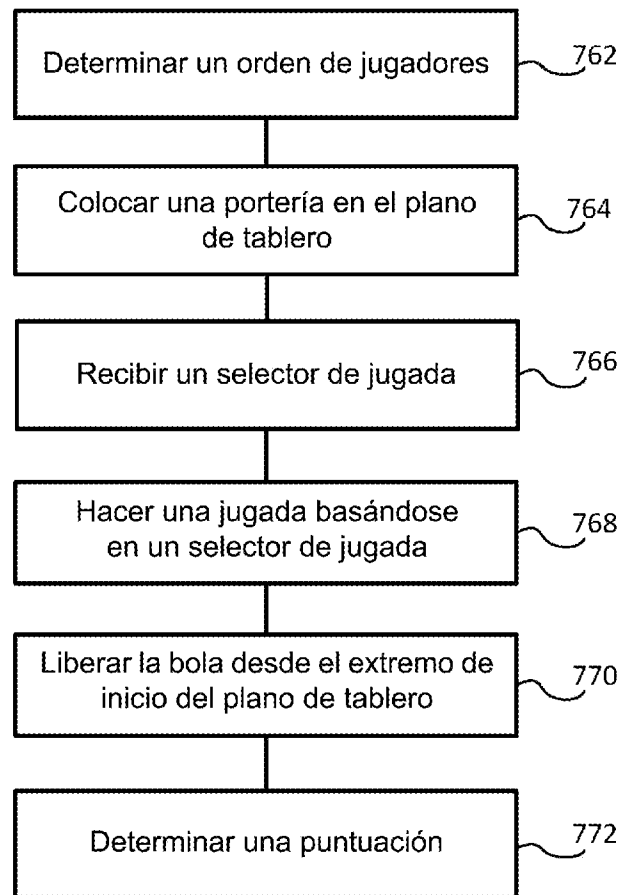 Determinar un orden de jugadores
762
Colocar una portería en el plano
de tablero
764
Recibir un selector de jugada
766
Hacer una jugada basándose
en un selector de jugada
768
Liberar la bola desde el extremo de
inicio del plano de tablero
770
Determinar una puntuación
772